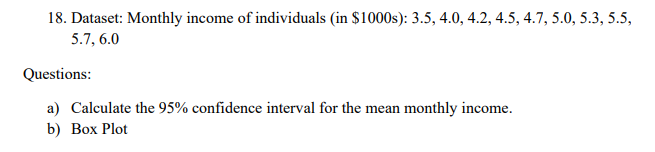 18. Dataset: Monthly income of individuals (in $1000s): 3.5, 4.0, 4.2, 4.5, 4.7, 5.0, 5.3, 5.5,
5.7, 6.0
Questions:
a) Calculate the 95% confidence interval for the mean monthly income.
b) Box Plot